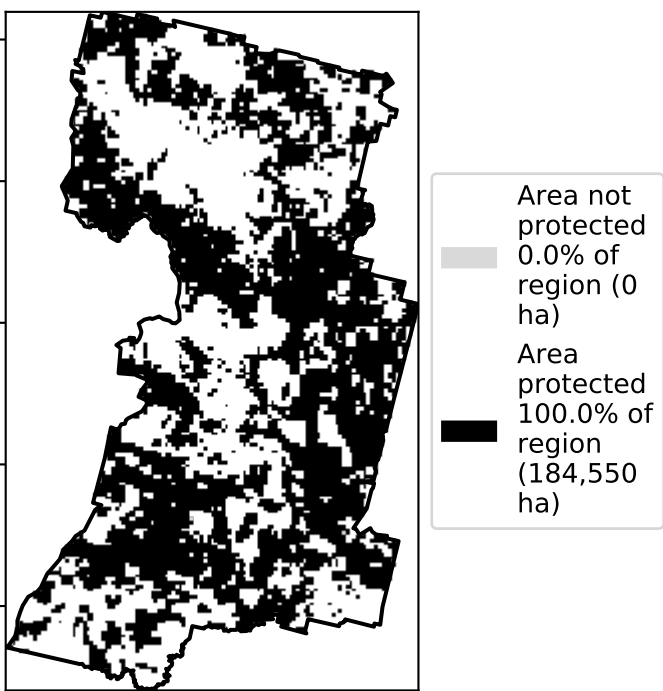 Area not
protected
0.0% of
region (0
ha)
Area
protected
100.0% of
region
(184,550
ha)